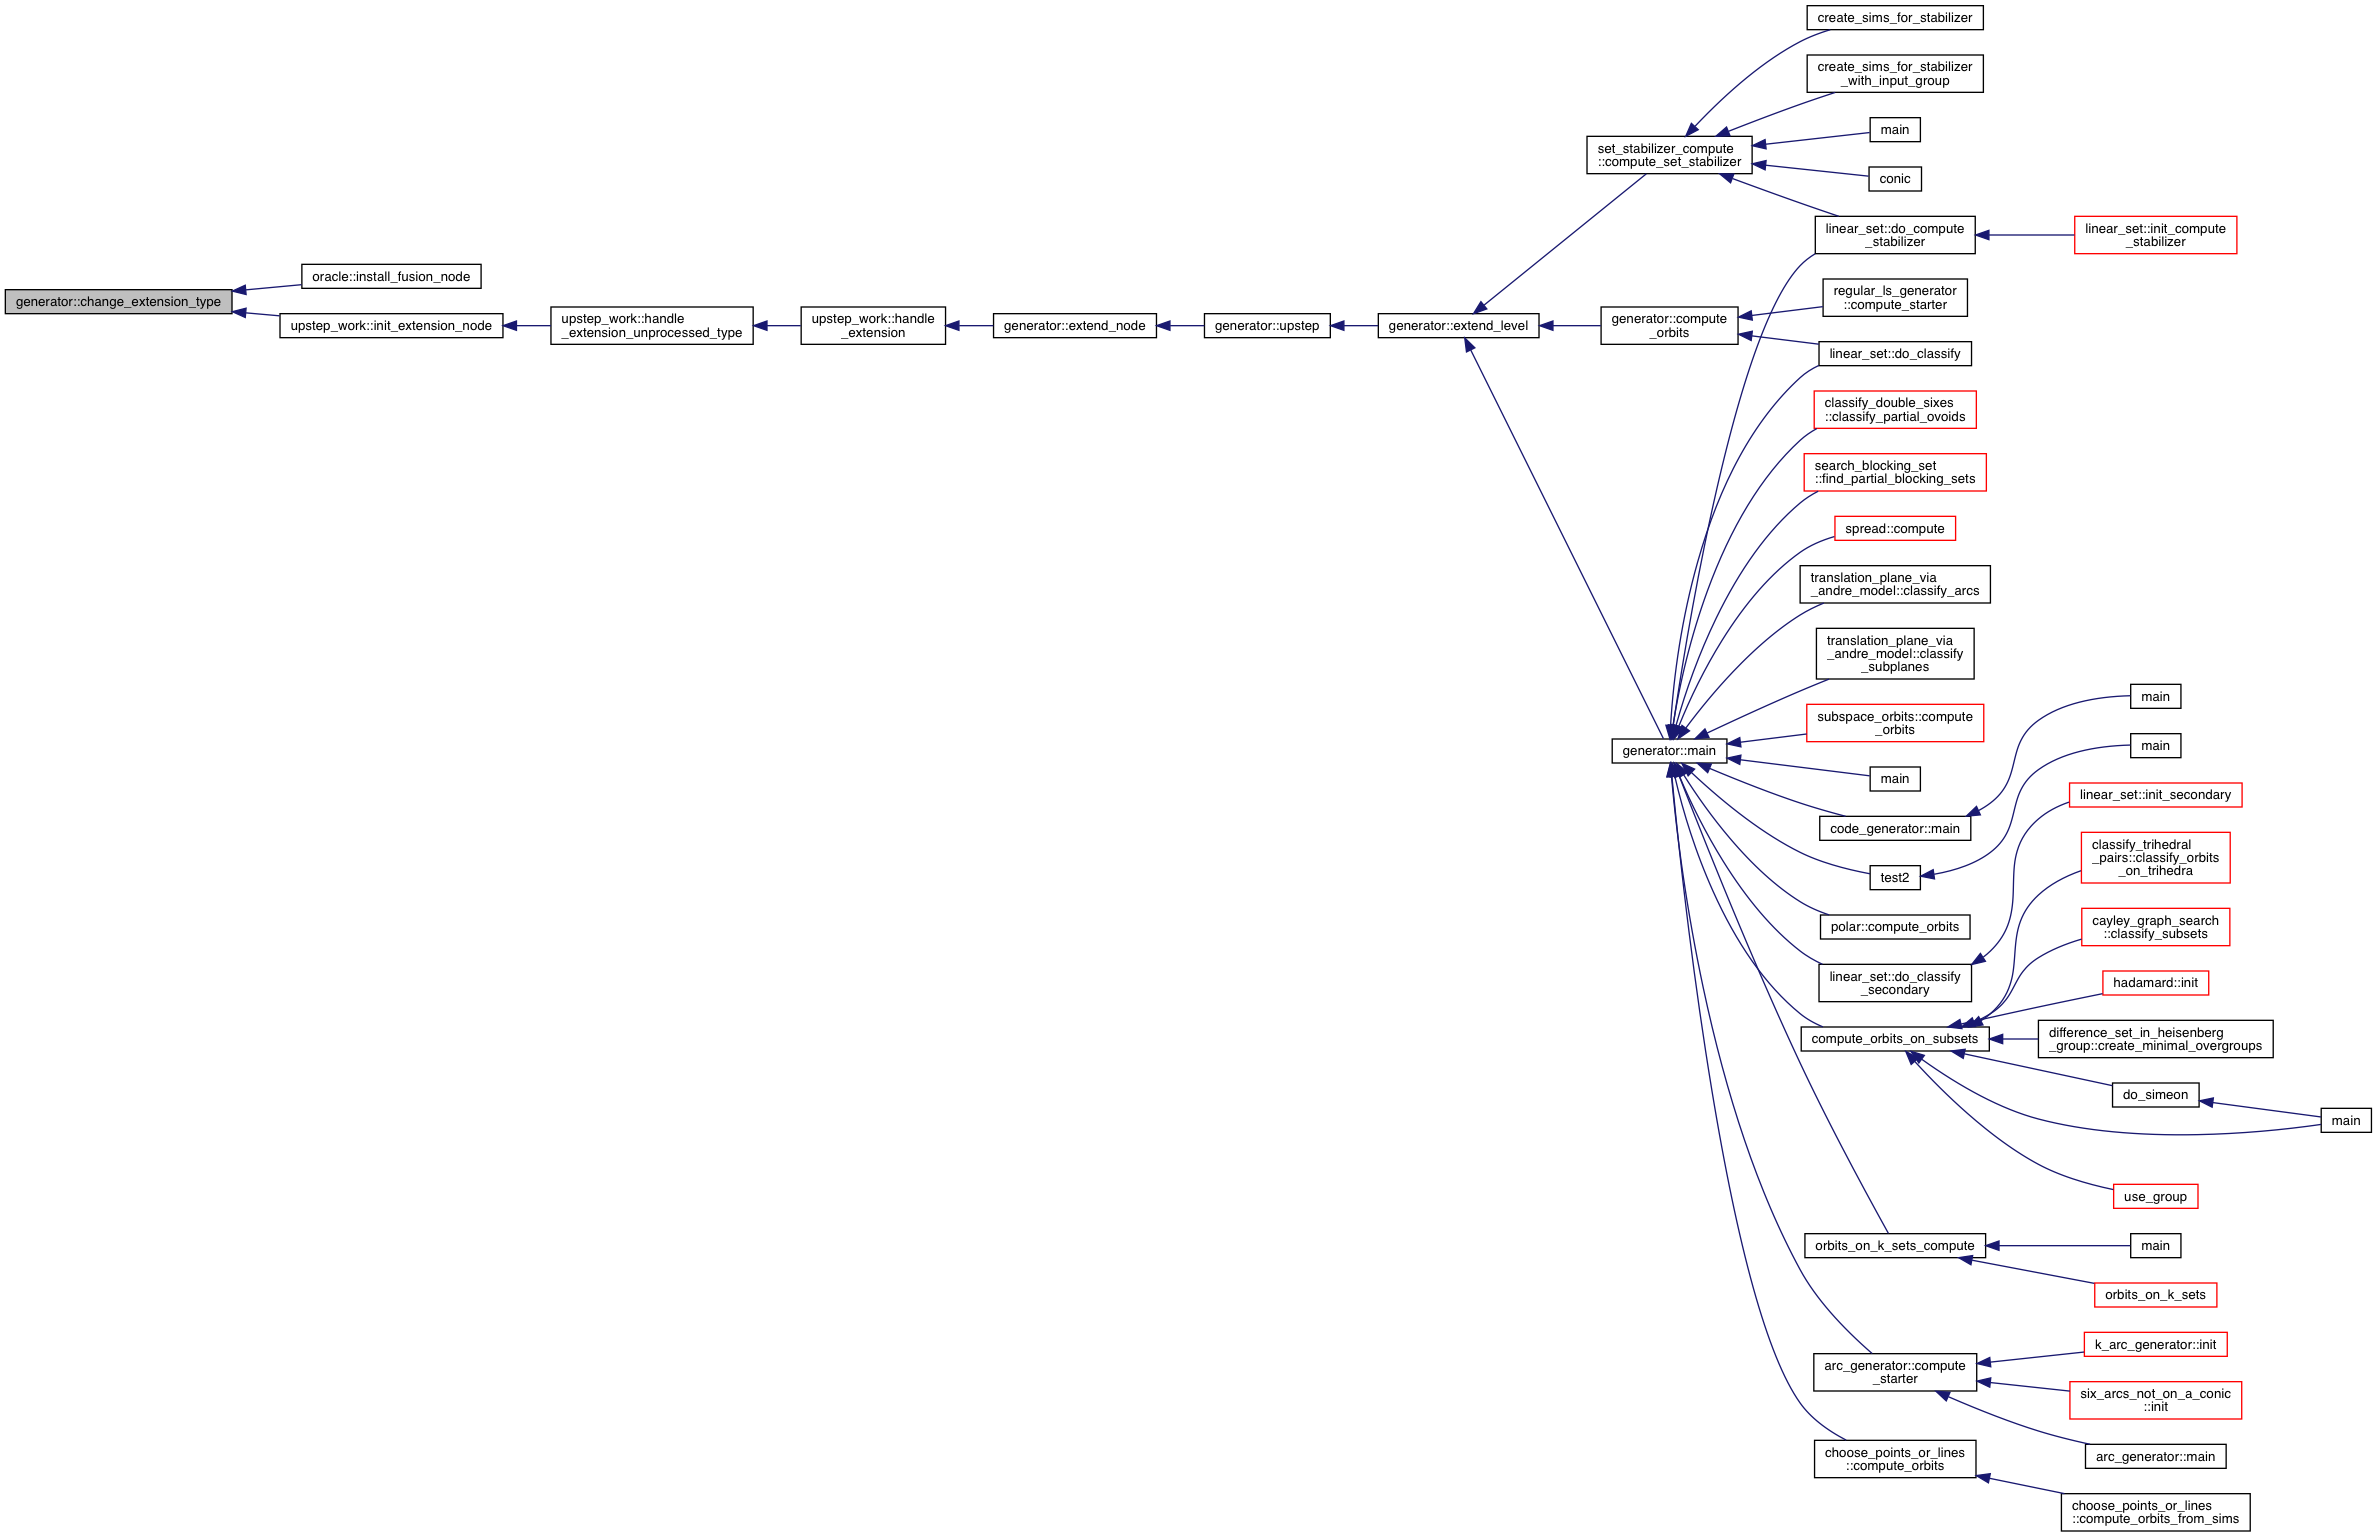 generator::change_extension_type
oracle::install_fusion_node
upstep_work::init_extension_node
upstep_work::handle
_extension_unprocessed_type
upstep_work::handle
_extension
generator::extend_node
generator::upstep
generator::extend_level
set_stabilizer_compute
::compute_set_stabilizer
create_sims_for_stabilizer
create_sims_for_stabilizer
_with_input_group
main
conic
linear_set::do_compute
_stabilizer
linear_set::init_compute
_stabilizer
generator::compute
_orbits
regular_ls_generator
::compute_starter
linear_set::do_classify
classify_double_sixes
::classify_partial_ovoids
search_blocking_set
::find_partial_blocking_sets
spread::compute
translation_plane_via
_andre_model::classify_arcs
translation_plane_via
_andre_model::classify
_subplanes
subspace_orbits::compute
_orbits
generator::main
main
code_generator::main
main
test2
main
polar::compute_orbits
linear_set::do_classify
_secondary
linear_set::init_secondary
compute_orbits_on_subsets
classify_trihedral
_pairs::classify_orbits
_on_trihedra
cayley_graph_search
::classify_subsets
hadamard::init
difference_set_in_heisenberg
_group::create_minimal_overgroups
do_simeon
main
use_group
orbits_on_k_sets_compute
main
orbits_on_k_sets
arc_generator::compute
_starter
k_arc_generator::init
six_arcs_not_on_a_conic
::init
arc_generator::main
choose_points_or_lines
::compute_orbits
choose_points_or_lines
::compute_orbits_from_sims